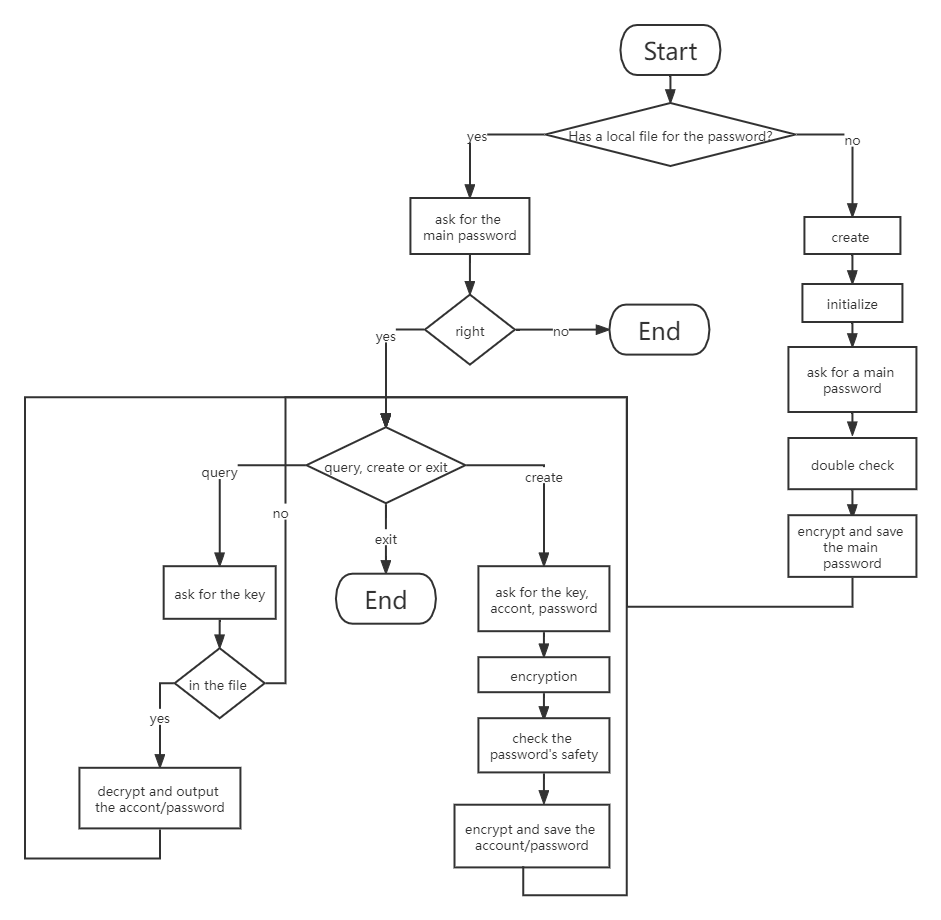 Start
Has a local file for the password?
yes
no
ask for the
main password
create
initialize
right
no
End
yes
ask for a main
password
double check
encrypt and save
the main
password
query, create or exit
query
create
no
exit
End
ask for the key
ask for the key,
accont, password
in the file
encryption
yes
check the
password's safety
decrypt and output
the accont/password
encrypt and save the
account/password